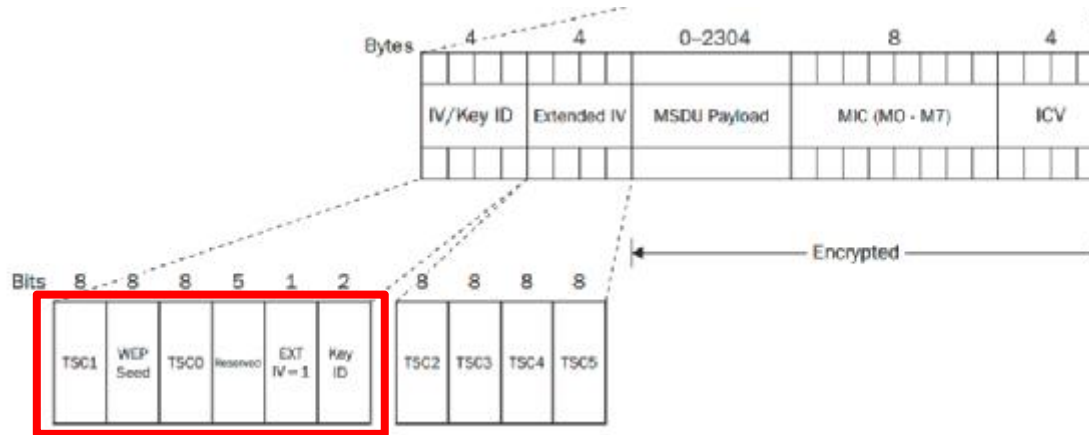 Bytes 4 4 0–2304 8 4
IV/Key ID Extended IV MSDU Payload MIC (M0 - M7) ICV
Encrypted
Bits 8 8 8 5 1 2 8 8 8 8
TSC1 WEP Seed TSC0 Reserved EXT IV = 1 Key ID TSC2 TSC3 TSC4 TSC5